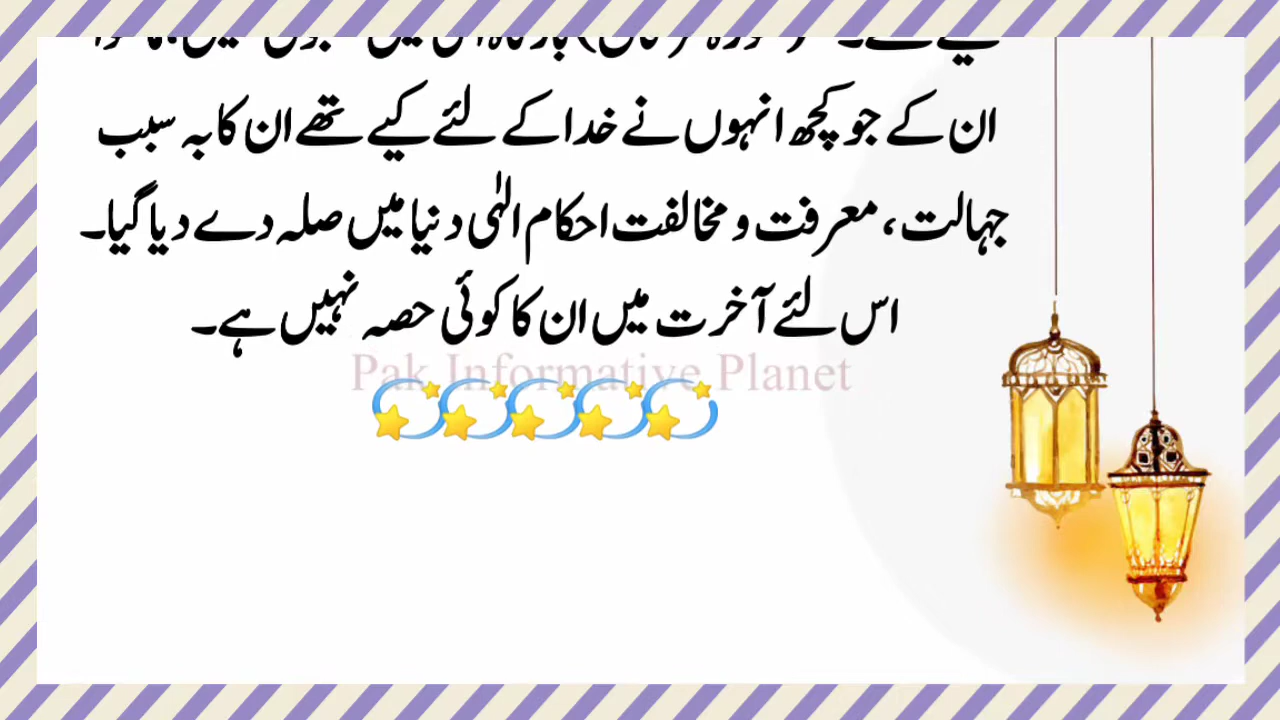 ان کے جو کچھ انہوں نے خدا کے لئے کیے تھے ان کا بہ سبب
جہالت، معرفت و مخالفت احکام الٰہی دنیا میں صلہ دے دیا گیا۔
اس لئے آخرت میں ان کا کوئی حصہ نہیں ہے۔
Pak Informative Planet